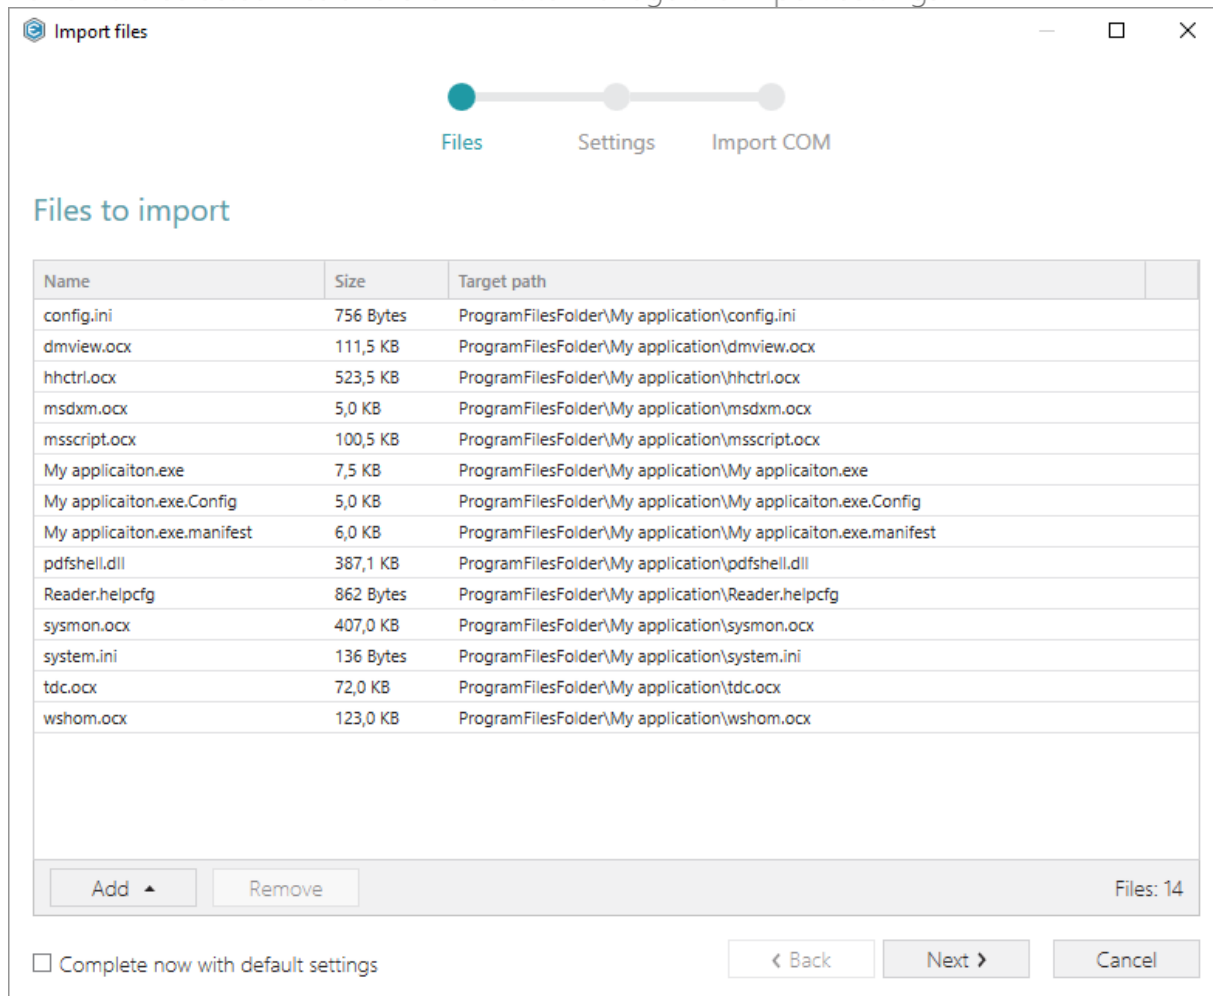 Import files
Files Settings Import COM
Files to import
Name Size Target path
config.ini 756 Bytes ProgramFilesFolder\My application\config.ini
dmview.ocx 111,5 KB ProgramFilesFolder\My application\dmview.ocx
hhctrl.ocx 523,5 KB ProgramFilesFolder\My application\hhctrl.ocx
msdxm.ocx 5,0 KB ProgramFilesFolder\My application\msdxm.ocx
msscript.ocx 100,5 KB ProgramFilesFolder\My application\msscript.ocx
My applicaiton.exe 7,5 KB ProgramFilesFolder\My application\My applicaiton.exe
My applicaiton.exe.Config 5,0 KB ProgramFilesFolder\My application\My applicaiton.exe.Config
My applicaiton.exe.manifest 6,0 KB ProgramFilesFolder\My application\My applicaiton.exe.manifest
pdfshell.dll 387,1 KB ProgramFilesFolder\My application\pdfshell.dll
Reader.helpcfg 862 Bytes ProgramFilesFolder\My application\Reader.helpcfg
sysmon.ocx 407,0 KB ProgramFilesFolder\My application\sysmon.ocx
system.ini 136 Bytes ProgramFilesFolder\My application\system.ini
tdc.ocx 72,0 KB ProgramFilesFolder\My application\tdc.ocx
wshom.ocx 123,0 KB ProgramFilesFolder\My application\wshom.ocx
Add Remove Files: 14
Complete now with default settings Back Next Cancel